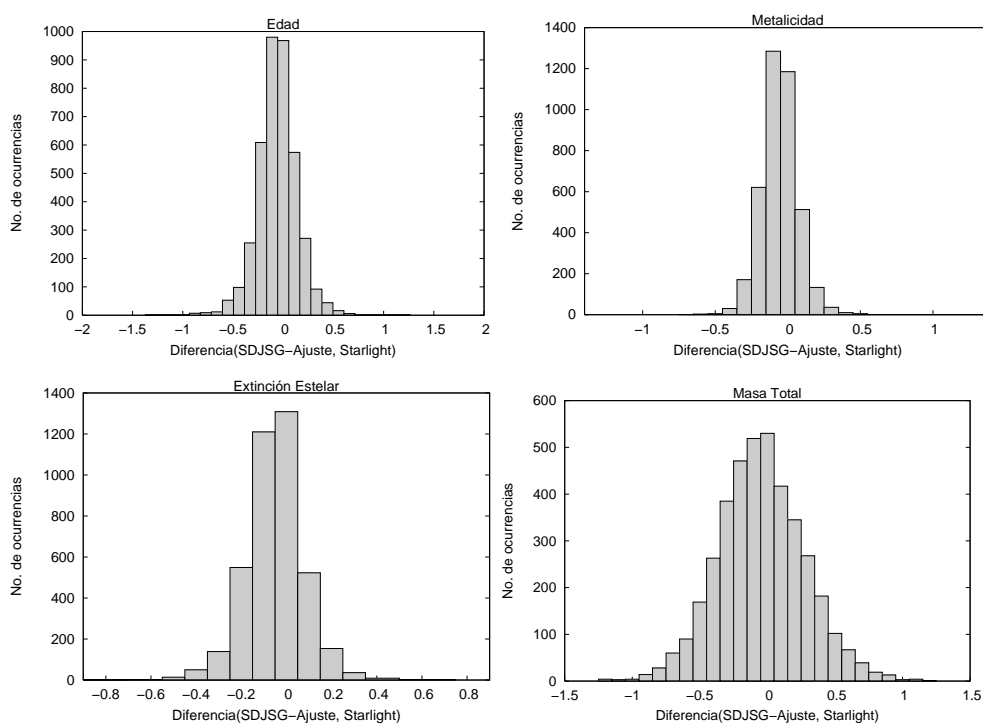 Edad
1000
900
800
700
600
500
400
300
200
100
0
No. de ocurrencias
−2 −1.5 −1 −0.5 0 0.5 1 1.5 2
Diferencia(SDJSG−Ajuste, Starlight)
Metalicidad
1400
1200
1000
800
600
400
200
0
No. de ocurrencias
−1 −0.5 0 0.5 1
Diferencia(SDJSG−Ajuste, Starlight)
Extinción Estelar
1400
1200
1000
800
600
400
200
0
No. de ocurrencias
−0.8 −0.6 −0.4 −0.2 0 0.2 0.4 0.6 0.8
Diferencia(SDJSG−Ajuste, Starlight)
Masa Total
600
500
400
300
200
100
0
No. de ocurrencias
−1.5 −1 −0.5 0 0.5 1 1.5
Diferencia(SDJSG−Ajuste, Starlight)